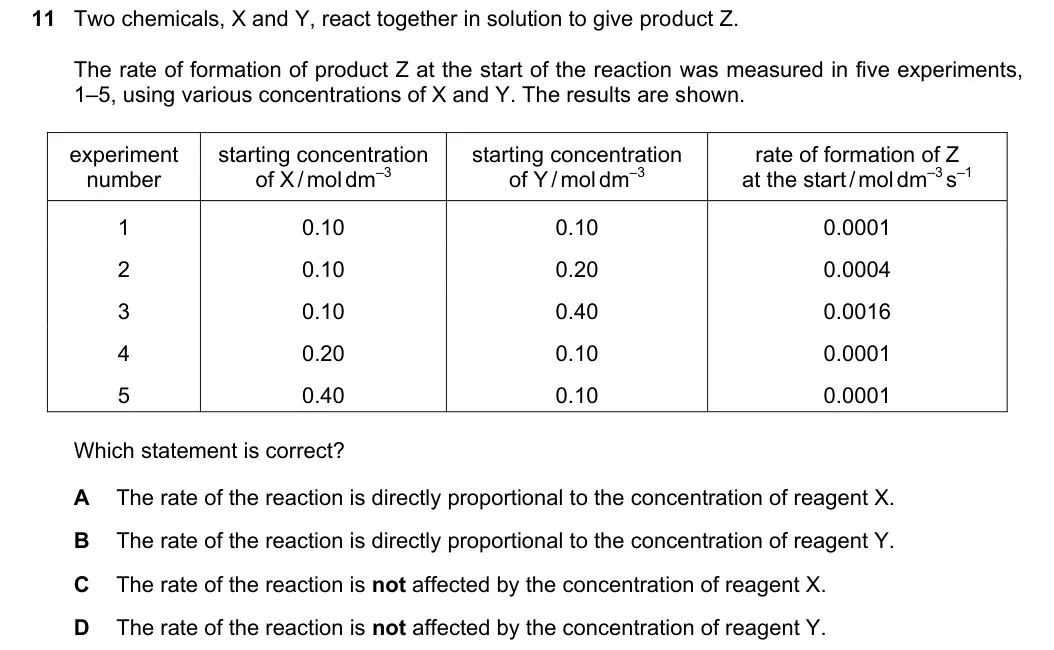 11 Two chemicals, X and Y, react together in solution to give product Z.
The rate of formation of product Z at the start of the reaction was measured in five experiments,
1–5, using various concentrations of X and Y. The results are shown.
experiment number | starting concentration of X / mol dm⁻³ | starting concentration of Y / mol dm⁻³ | rate of formation of Z at the start / mol dm⁻³ s⁻¹
1 | 0.10 | 0.10 | 0.0001
2 | 0.10 | 0.20 | 0.0004
3 | 0.10 | 0.40 | 0.0016
4 | 0.20 | 0.10 | 0.0001
5 | 0.40 | 0.10 | 0.0001
Which statement is correct?
A The rate of the reaction is directly proportional to the concentration of reagent X.
B The rate of the reaction is directly proportional to the concentration of reagent Y.
C The rate of the reaction is not affected by the concentration of reagent X.
D The rate of the reaction is not affected by the concentration of reagent Y.